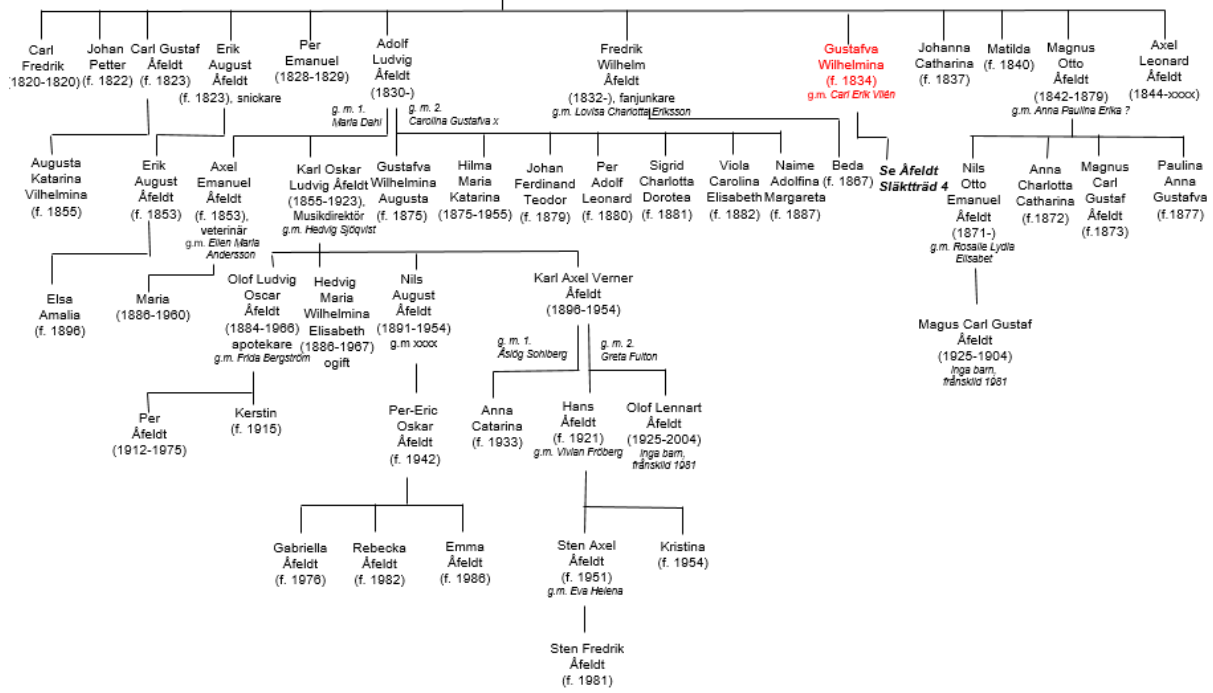 Carl
Fredrik
(1820-1820)
Johan
Petter
(f. 1822)
Carl Gustaf
Åfeldt
(f. 1823)
Erik
August
Åfeldt
(f. 1823), snickare
Per
Emanuel
(1828-1829)
Adolf
Ludvig
Åfeldt
(1830-)
g. m. 1.
Maria Dahl
g. m. 2.
Carolina Gustafva x
Fredrik
Wilhelm
Åfeldt
(1832-), fanjunkare
g.m. Lovisa Charlotta Eriksson
Gustafva
Wilhelmina
(f. 1834)
g.m. Carl Erik Vilén
Johanna
Catharina
(f. 1837)
Matilda
(f. 1840)
Magnus
Otto
Åfeldt
(1842-1879)
g.m. Anna Paulina Erika ?
Axel
Leonard
Åfeldt
(1844-xxxx)
Augusta
Katarina
Vilhelmina
(f. 1855)
Erik
August
Åfeldt
(f. 1853)
Axel
Emanuel
Åfeldt
(f. 1853),
veterinär
g.m. Ellen Maria
Andersson
Karl Oskar
Ludvig Åfeldt
(1855-1923),
Musikdirektör
g.m. Hedvig Sjöqvist
Gustafva
Wilhelmina
Augusta
(f. 1875)
Hilma
Maria
Katarina
(1875-1955)
Johan
Ferdinand
Teodor
(f. 1879)
Per
Adolf
Leonard
(f. 1880)
Sigrid
Charlotta
Dorotea
(f. 1881)
Viola
Carolina
Elisabeth
(f. 1882)
Naime
Adolfina
Margareta
(f. 1887)
Beda
(f. 1867)
Se Åfeldt
Släktträd 4
Nils
Otto
Emanuel
Åfeldt
(1871-)
g.m. Rosalie Lydia
Elisabet
Anna
Charlotta
Catharina
(f.1872)
Magnus
Carl
Gustaf
Åfeldt
(f.1873)
Paulina
Anna
Gustafva
(f.1877)
Elsa
Amalia
(f. 1896)
Maria
(1886-1960)
Olof Ludvig
Oscar
Åfeldt
(1884-1966)
apotekare
g.m. Frida Bergström
Hedvig
Maria
Wilhelmina
Elisabeth
(1886-1967)
ogift
Nils
August
Åfeldt
(1891-1954)
g.m xxxx
Karl Axel Verner
Åfeldt
(1896-1954)
g. m. 1.
Åslög Sohlberg
g. m. 2.
Greta Fulton
Magus Carl Gustaf
Åfeldt
(1925-1904)
Inga barn,
frånskild 1981
Per
Åfeldt
(1912-1975)
Kerstin
(f. 1915)
Per-Eric
Oskar
Åfeldt
(f. 1942)
Anna
Catarina
(f. 1933)
Hans
Åfeldt
(f. 1921)
g.m. Vivian Fröberg
Olof Lennart
Åfeldt
(1925-2004)
Inga barn,
frånskild 1981
Gabriella
Åfeldt
(f. 1976)
Rebecka
Åfeldt
(f. 1982)
Emma
Åfeldt
(f. 1986)
Sten Axel
Åfeldt
(f. 1951)
g.m. Eva Helena
Kristina
(f. 1954)
Sten Fredrik
Åfeldt
(f. 1981)